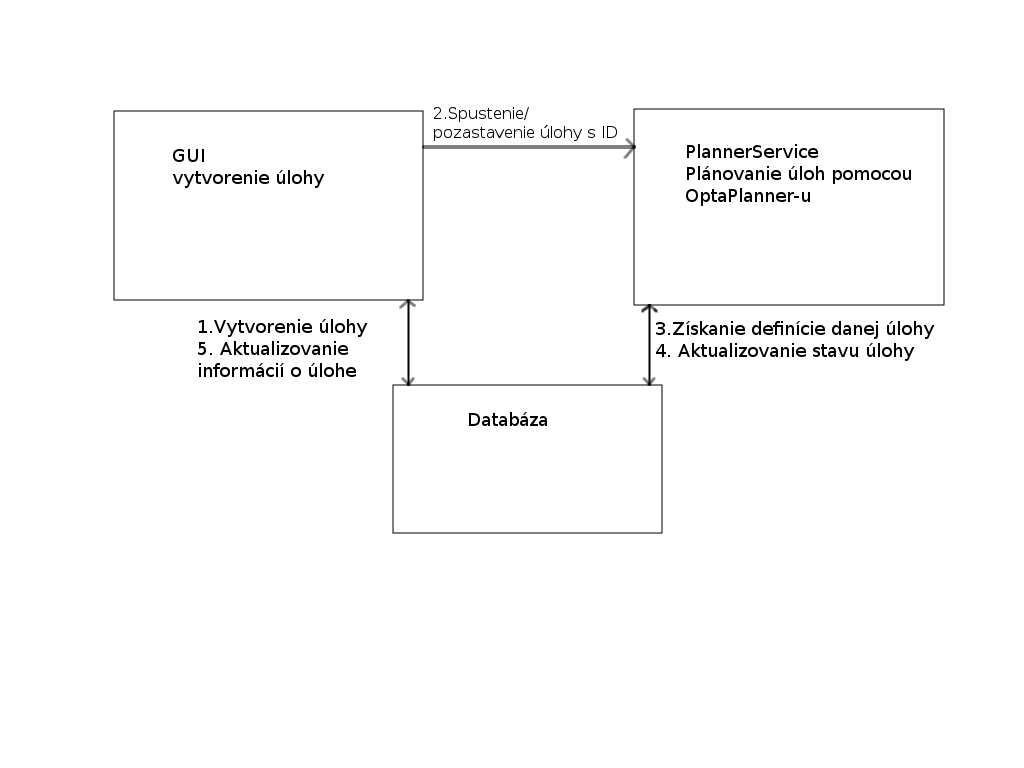 2.Spustenie/
pozastavenie úlohy s ID
GUI
vytvorenie úlohy
PlannerService
Plánovanie úloh pomocou
OptaPlanner-u
1.Vytvorenie úlohy
5. Aktualizovanie
informácií o úlohe
3.Získanie definície danej úlohy
4. Aktualizovanie stavu úlohy
Databáza